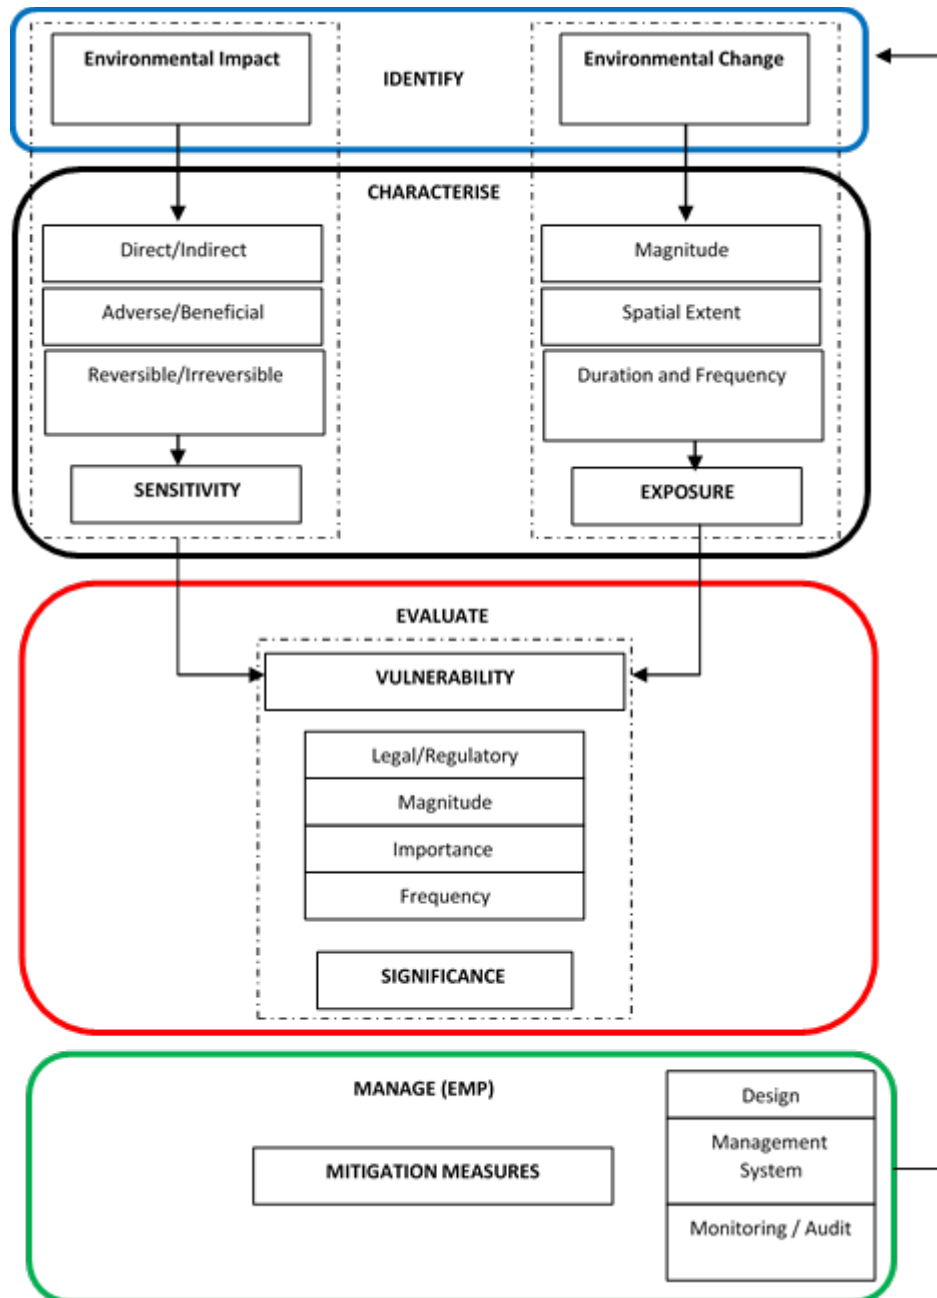 Environmental Impact
IDENTIFY
Environmental Change
CHARACTERISE
Direct/Indirect
Adverse/Beneficial
Reversible/Irreversible
SENSITIVITY
Magnitude
Spatial Extent
Duration and Frequency
EXPOSURE
EVALUATE
VULNERABILITY
Legal/Regulatory
Magnitude
Importance
Frequency
SIGNIFICANCE
MANAGE (EMP)
MITIGATION MEASURES
Design
Management
System
Monitoring / Audit